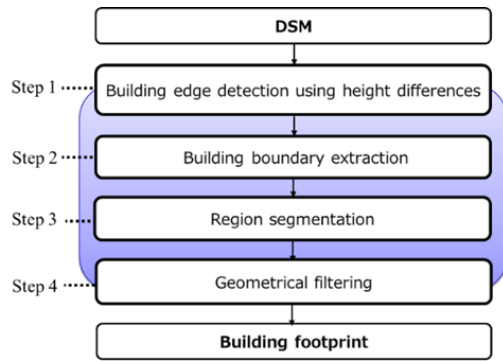 DSM
Step 1
Building edge detection using height differences
Step 2
Building boundary extraction
Step 3
Region segmentation
Step 4
Geometrical filtering
Building footprint